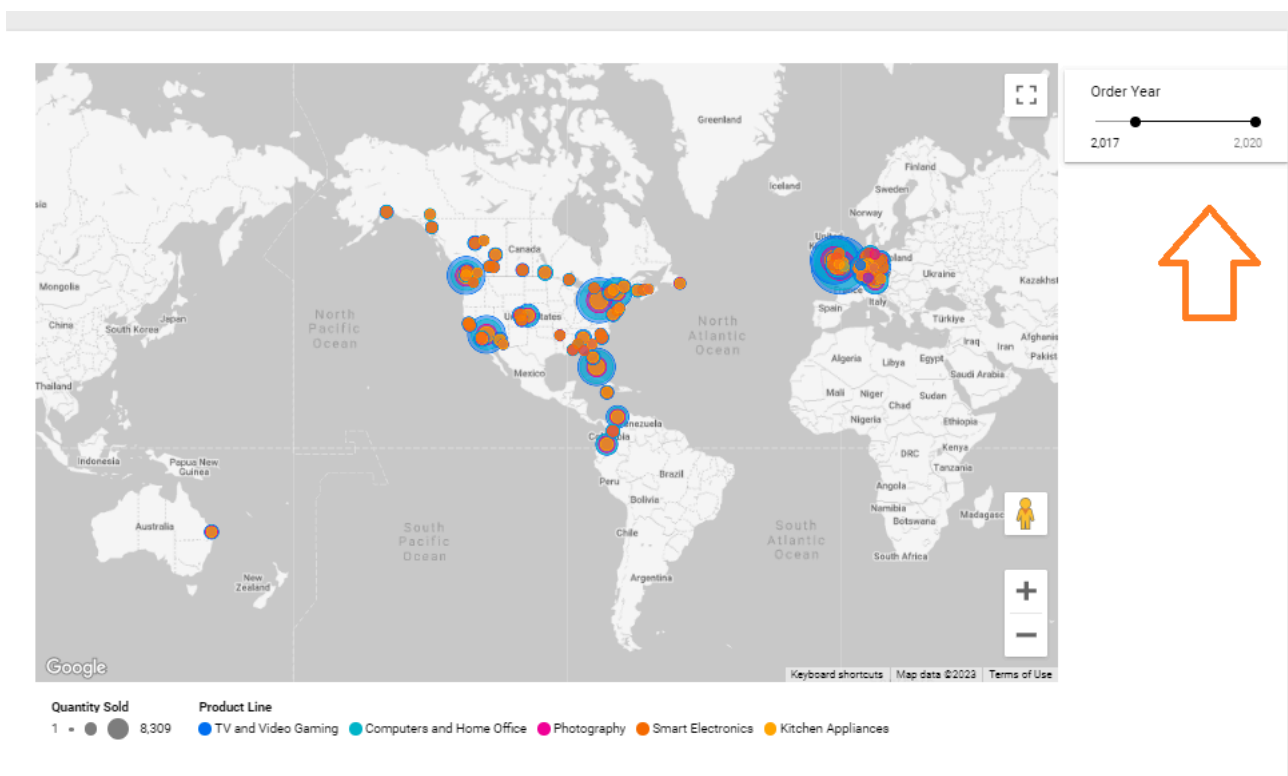 Order Year
2,017 2,020
Greenland
Finland
Iceland
Sweden
Norway
Canada
Ukraine
Kazakhst
Mongolia
North
Pacific
Ocean
North
Atlantic
Ocean
Spain
Italy
Türkiye
China
South Korea
Japan
Iraq
Iran
Afghanis
Pakist
Algeria
Libya
Egypt
Saudi Arabia
Mexico
Thailand
Mali
Niger
Chad
Sudan
Nigeria
Ethiopia
DRC
Kenya
Tanzania
Indonesia
Papua New
Guinea
Peru
Brazil
Bolivia
Angola
Namibia
Botswana
Madagasc
Australia
South
Pacific
Ocean
Chile
South
Atlantic
Ocean
South Africa
New
Zealand
Argentina
Google
Keyboard shortcuts Map data ©2023 Terms of Use
Quantity Sold Product Line
1 8,309 TV and Video Gaming Computers and Home Office Photography Smart Electronics Kitchen Appliances